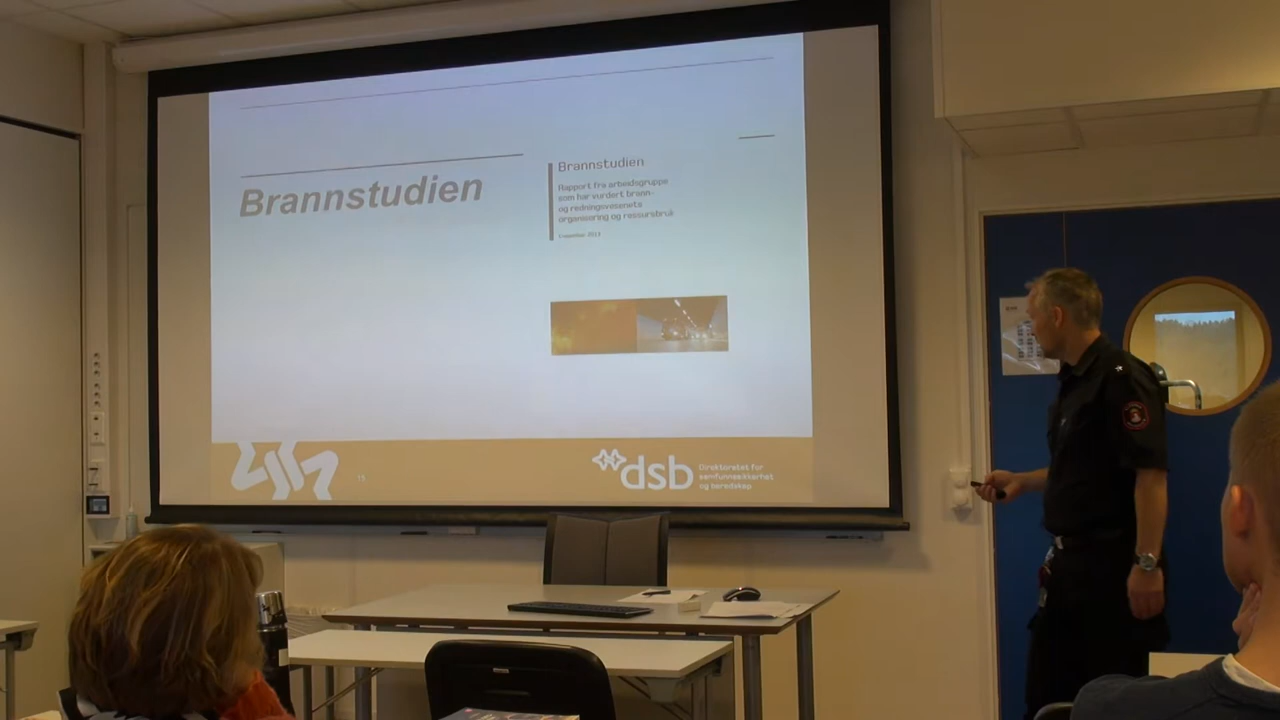 Brannstudien
Brannstudien
Rapport fra arbeidsgruppe
som har vurdert brann-
og redningsvesenets
organisering og ressursbruk
15
dsb
Direktoratet for
samfunnssikkerhet
og beredskap